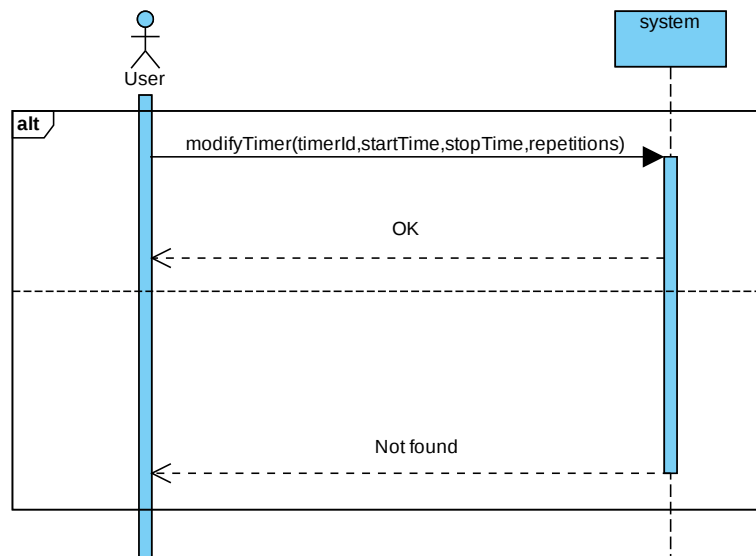 system
User
alt
modifyTimer(timerId,startTime,stopTime,repetitions)
OK
Not found